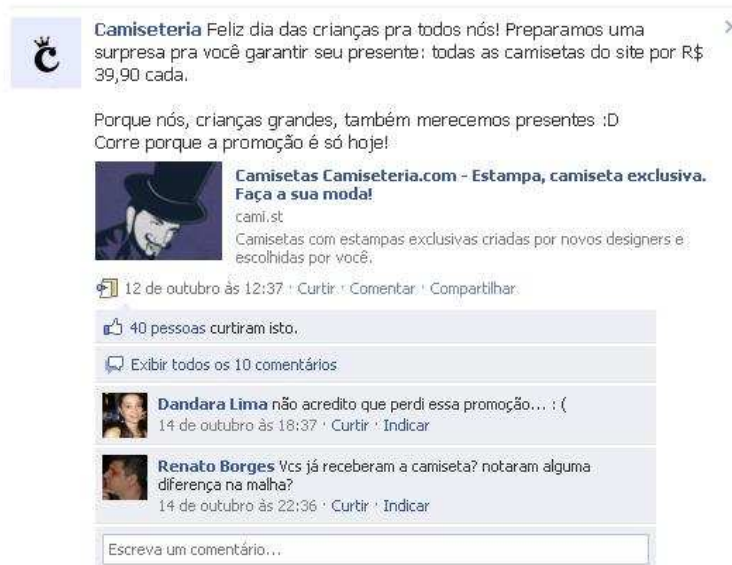 Camiseteria Feliz dia das crianças pra todos nós! Preparamos uma
surpresa pra você garantir seu presente: todas as camisetas do site por R$
39,90 cada.
Porque nós, crianças grandes, também merecemos presentes :D
Corre porque a promoção é só hoje!
Camisetas Camiseteria.com - Estampa, camiseta exclusiva.
Faça a sua moda!
cami.st
Camisetas com estampas exclusivas criadas por novos designers e
escolhidas por você.
12 de outubro às 12:37 · Curtir · Comentar · Compartilhar
40 pessoas curtiram isto.
Exibir todos os 10 comentários
Dandara Lima não acredito que perdi essa promoção... : (
14 de outubro às 18:37 · Curtir · Indicar
Renato Borges Vcs já receberam a camiseta? notaram alguma
diferença na malha?
14 de outubro às 22:36 · Curtir · Indicar
Escreva um comentário...